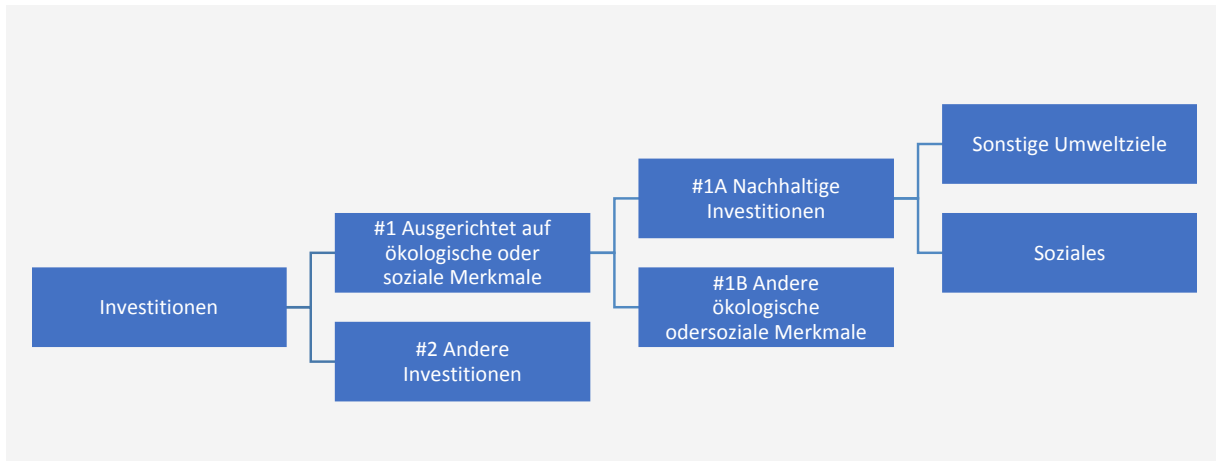 Investitionen
#1 Ausgerichtet auf
ökologische oder
soziale Merkmale
#2 Andere
Investitionen
#1A Nachhaltige
Investitionen
#1B Andere
ökologische
odersoziale Merkmale
Sonstige Umweltziele
Soziales